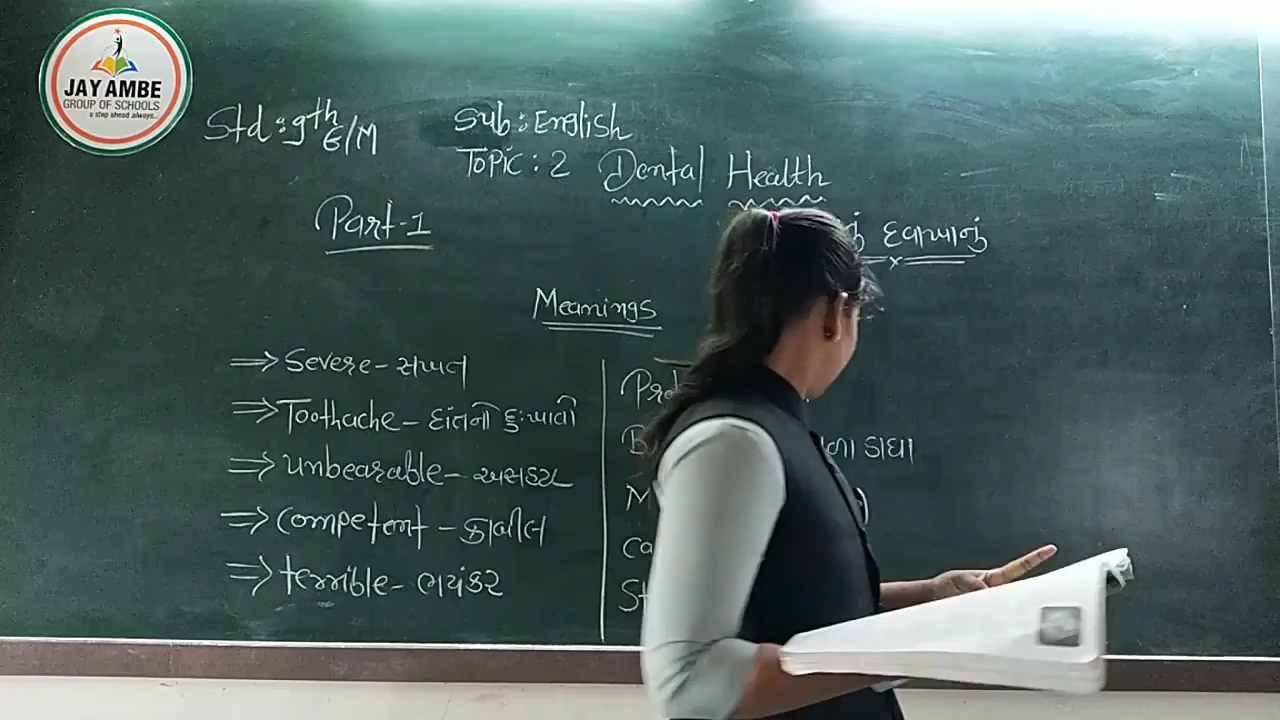 JAY AMBE
GROUP OF SCHOOLS
a step ahead always...
Std : 9th E/M
Sub : English
Topic : 2 Dental Health
Part-1
દવાખાનું
Meanings
⇒ Severe - સખત
⇒ Toothache - દાંતનો દુઃખાવો
⇒ unbearable - અસહ્ય
⇒ competent - કાબીલ
⇒ terrible - ભયંકર
ડાઘા